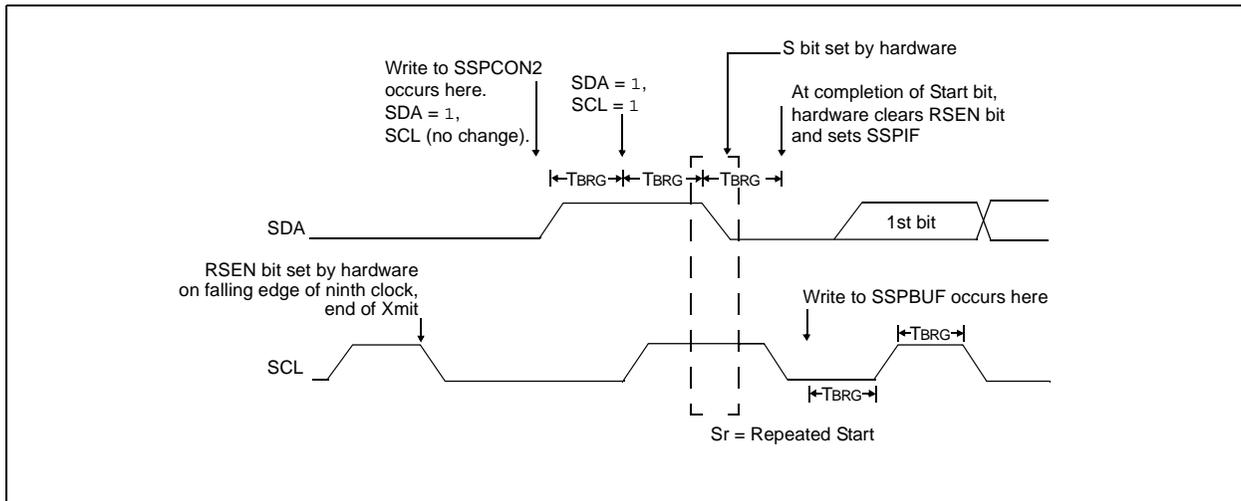 S bit set by hardware
Write to SSPCON2
occurs here.
SDA = 1,
SCL (no change).
SDA = 1,
SCL = 1
At completion of Start bit,
hardware clears RSEN bit
and sets SSPIF
TBRG TBRG TBRG
SDA
1st bit
RSEN bit set by hardware
on falling edge of ninth clock,
end of Xmit
Write to SSPBUF occurs here
TBRG
SCL
TBRG
Sr = Repeated Start